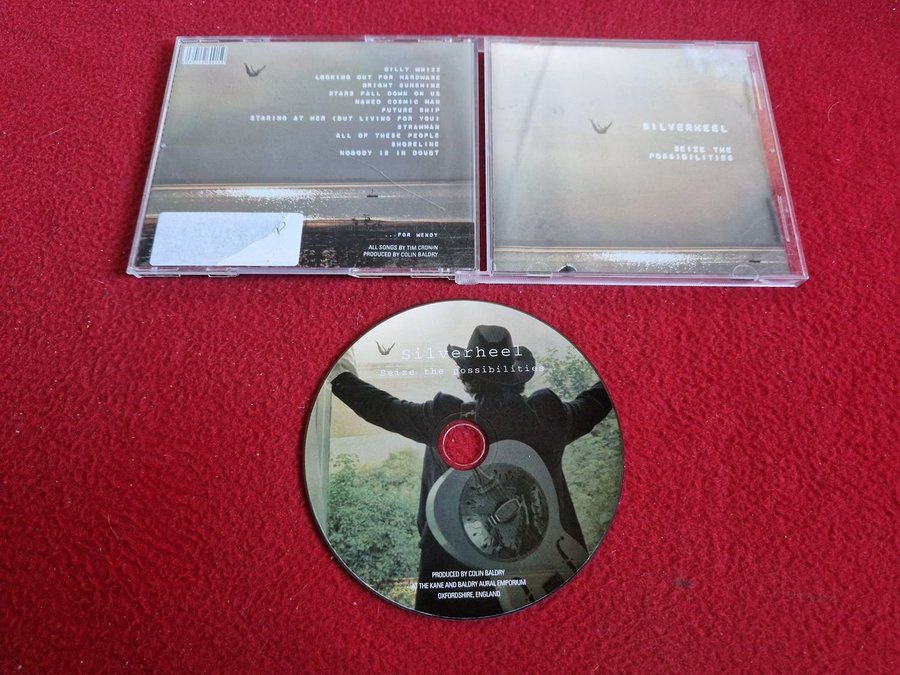 BILLY WHIZZ
LOOKING OUT FOR HARDWARE
BRIGHT SUNSHINE
STARS FALL DOWN ON US
NAKED COSMIC MAN
FUTURE SHIP
STARING AT HER (BUT LIVING FOR YOU)
STRAWMAN
ALL OF THESE PEOPLE
SHORELINE
NOBODY IS IN DOUBT
...FOR WENDY
ALL SONGS BY TIM CRONIN
PRODUCED BY COLIN BALDRY
SILVERHEEL
SEIZE THE
POSSIBILITIES
silverheel
Seize the possibilities
PRODUCED BY COLIN BALDRY
AT THE KANE AND BALDRY AURAL EMPORIUM
OXFORDSHIRE, ENGLAND